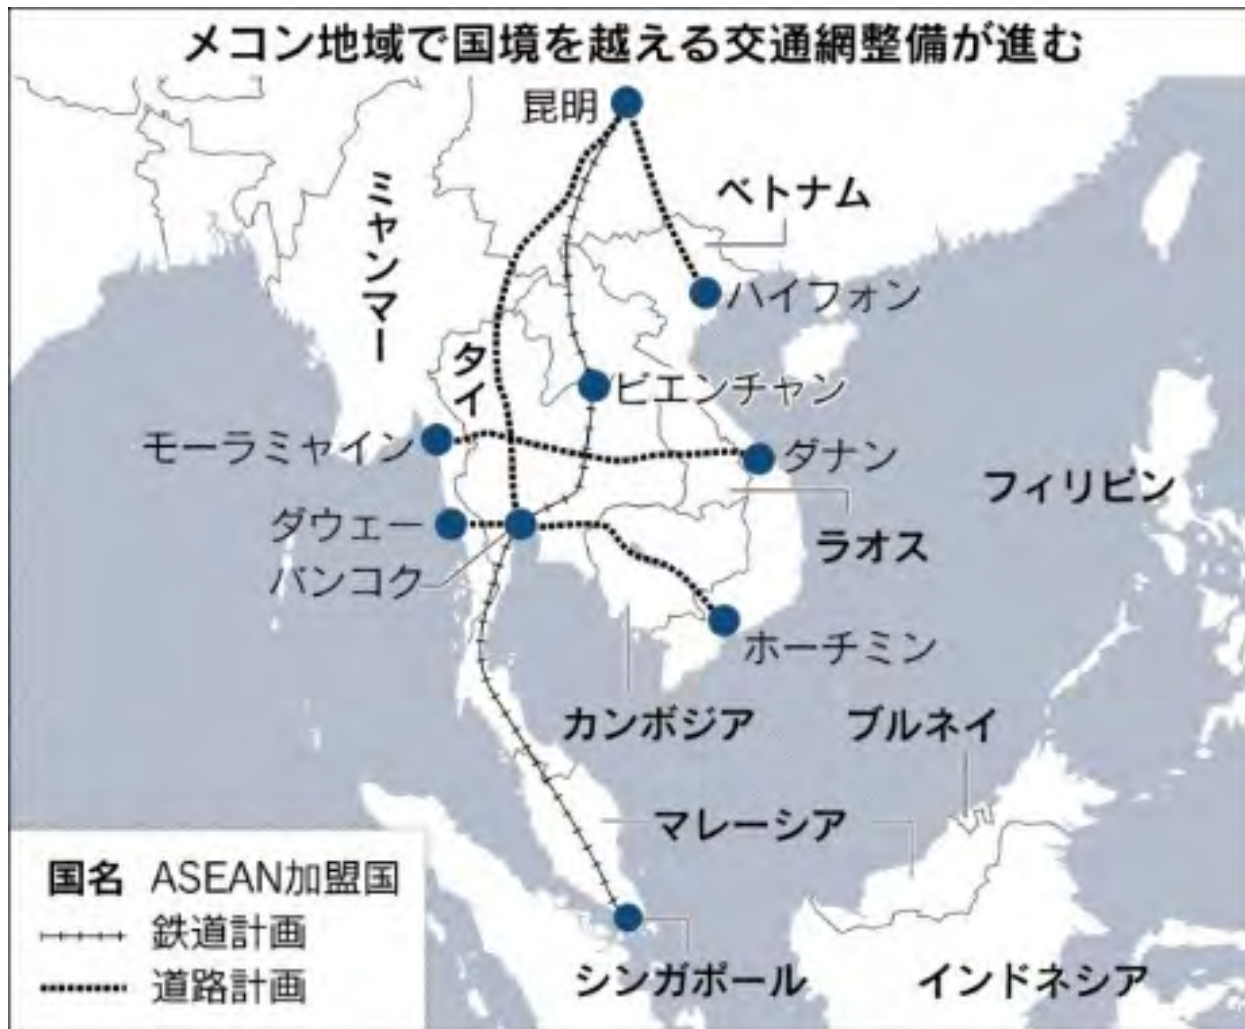 メコン地域で国境を越える交通網整備が進む
昆明
ミャンマー
ベトナム
ハイフォン
タイ
ビエンチャン
モーラミャイン
ダナン
フィリピン
ダウェー
ラオス
バンコク
ホーチミン
カンボジア
ブルネイ
マレーシア
国名 ASEAN加盟国
鉄道計画
道路計画
シンガポール
インドネシア